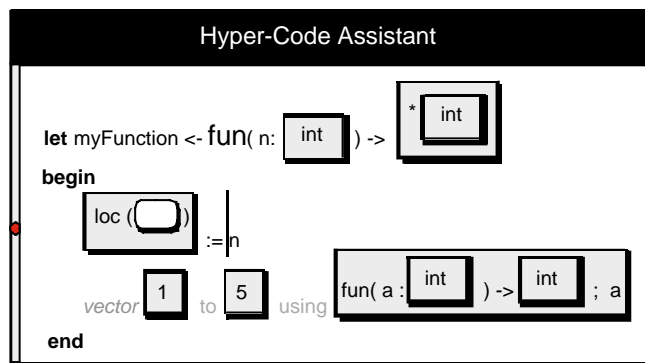 Hyper-Code Assistant
let myFunction <- fun( n: int ) -> * int
begin
loc ( ) := n
vector 1 to 5 using fun( a : int ) -> int ; a
end